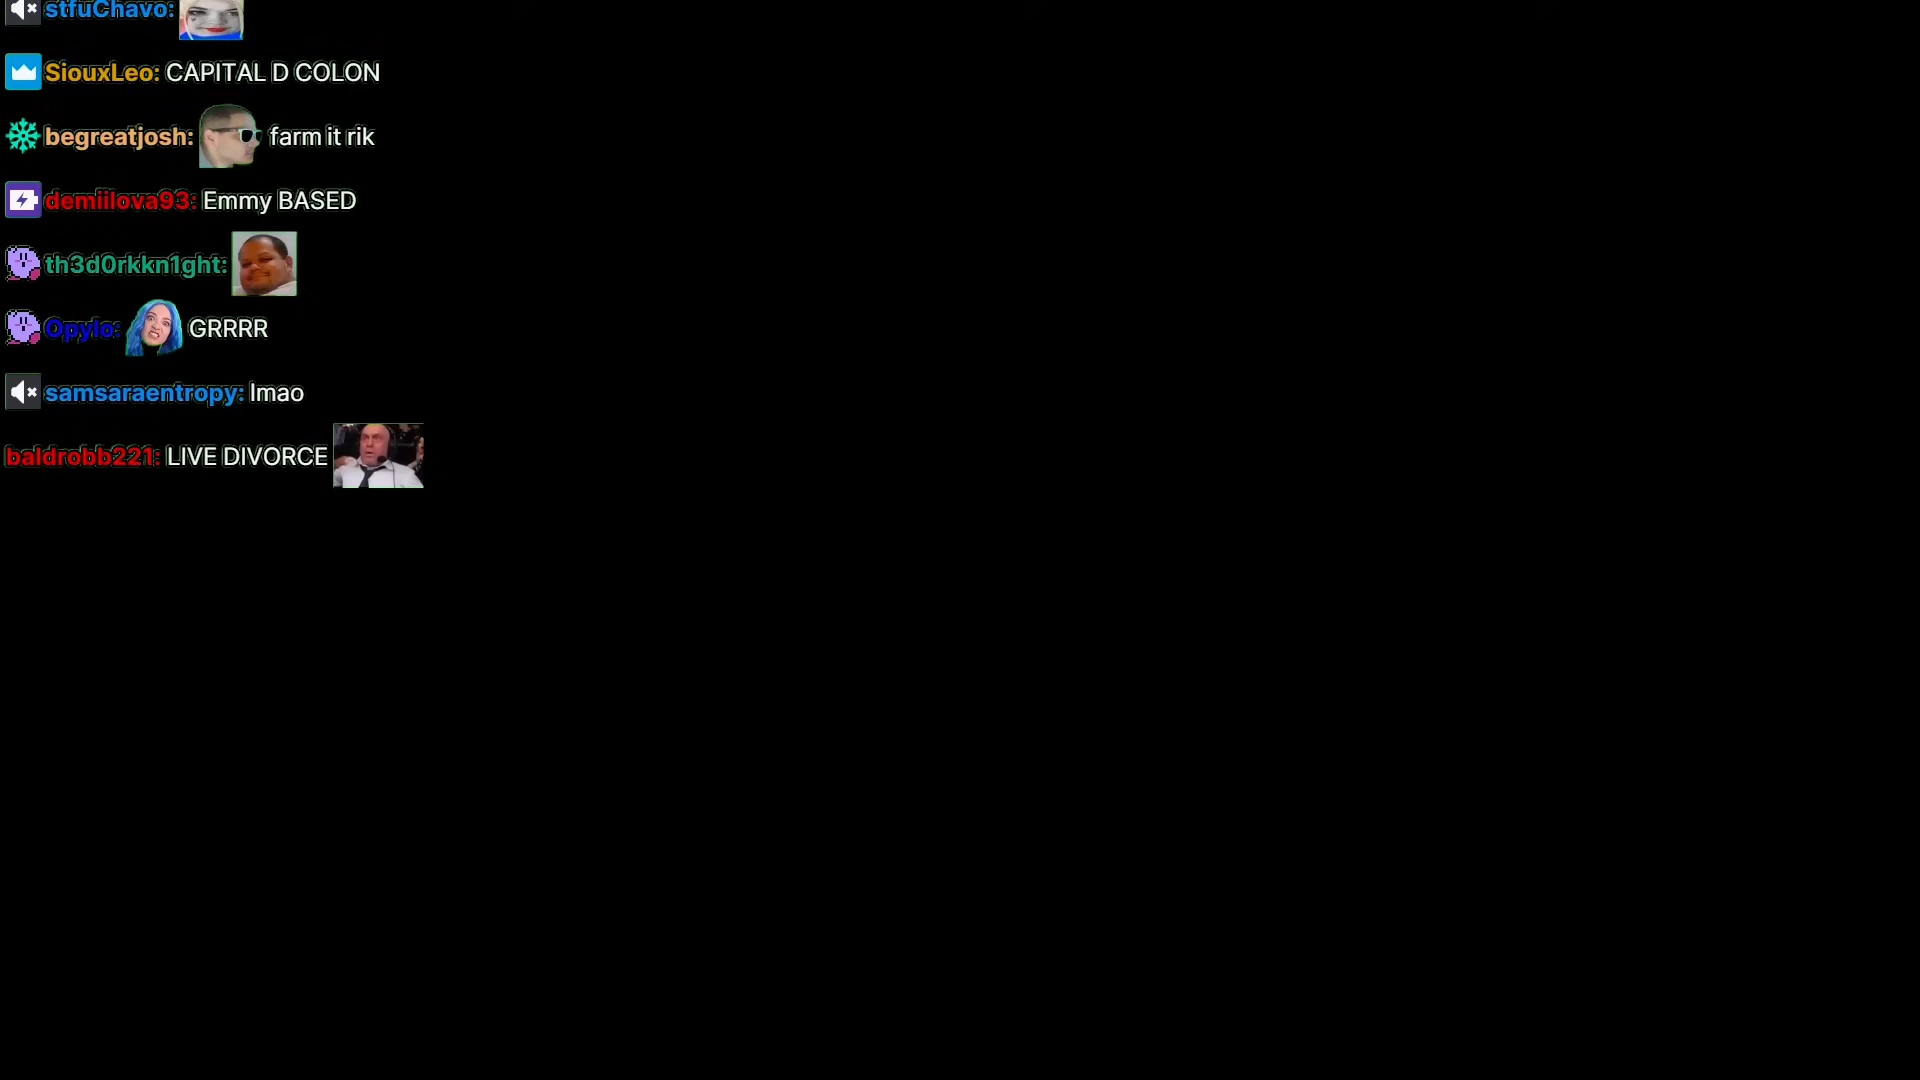 stfuChavo:
SiouxLeo: CAPITAL D COLON
begreatjosh: farm it rik
demiilova93: Emmy BASED
th3d0rkkn1ght:
Opylo: GRRRR
samsaraentropy: lmao
baldrobb221: LIVE DIVORCE